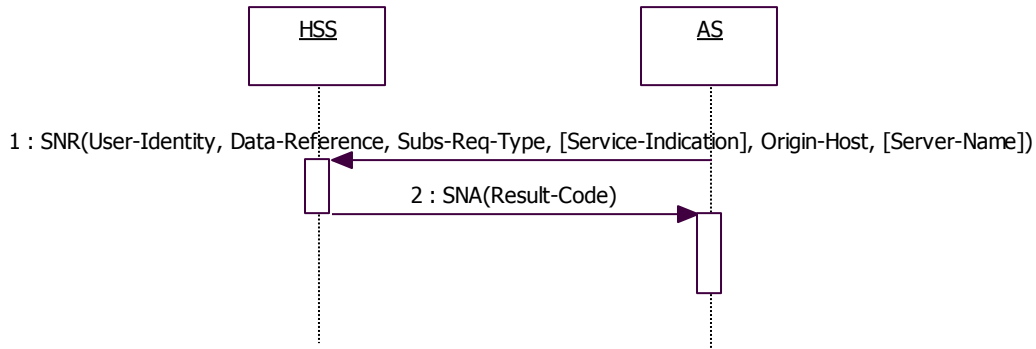 HSS
AS
1 : SNR(User-Identity, Data-Reference, Subs-Req-Type, [Service-Indication], Origin-Host, [Server-Name])
2 : SNA(Result-Code)